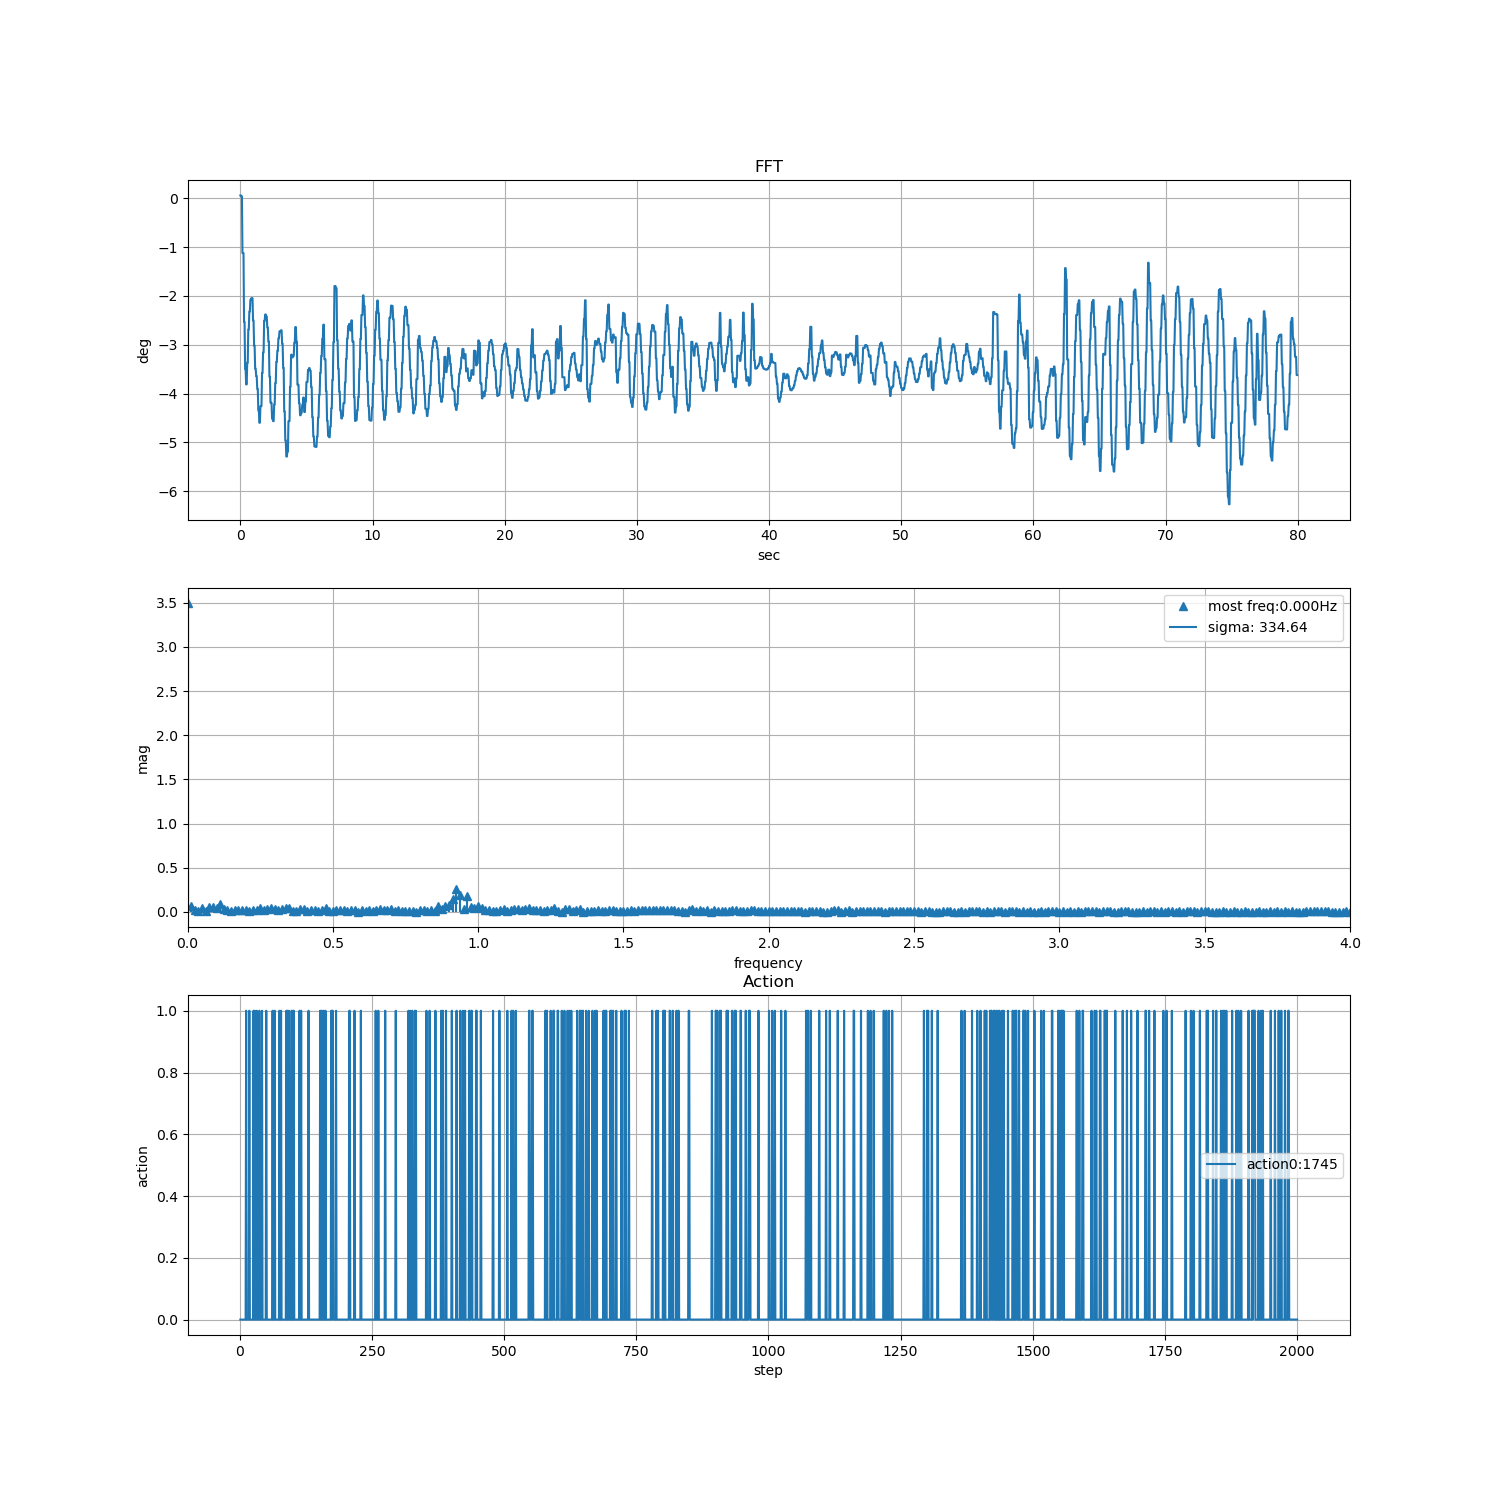 FFT
0
−1
−2
−3
−4
−5
−6
deg
0 10 20 30 40 50 60 70 80
sec
3.5
3.0
2.5
2.0
1.5
1.0
0.5
0.0
mag
most freq:0.000Hz
sigma: 334.64
0.0 0.5 1.0 1.5 2.0 2.5 3.0 3.5 4.0
frequency
Action
1.0
0.8
0.6
0.4
0.2
0.0
action
action0:1745
0 250 500 750 1000 1250 1500 1750 2000
step